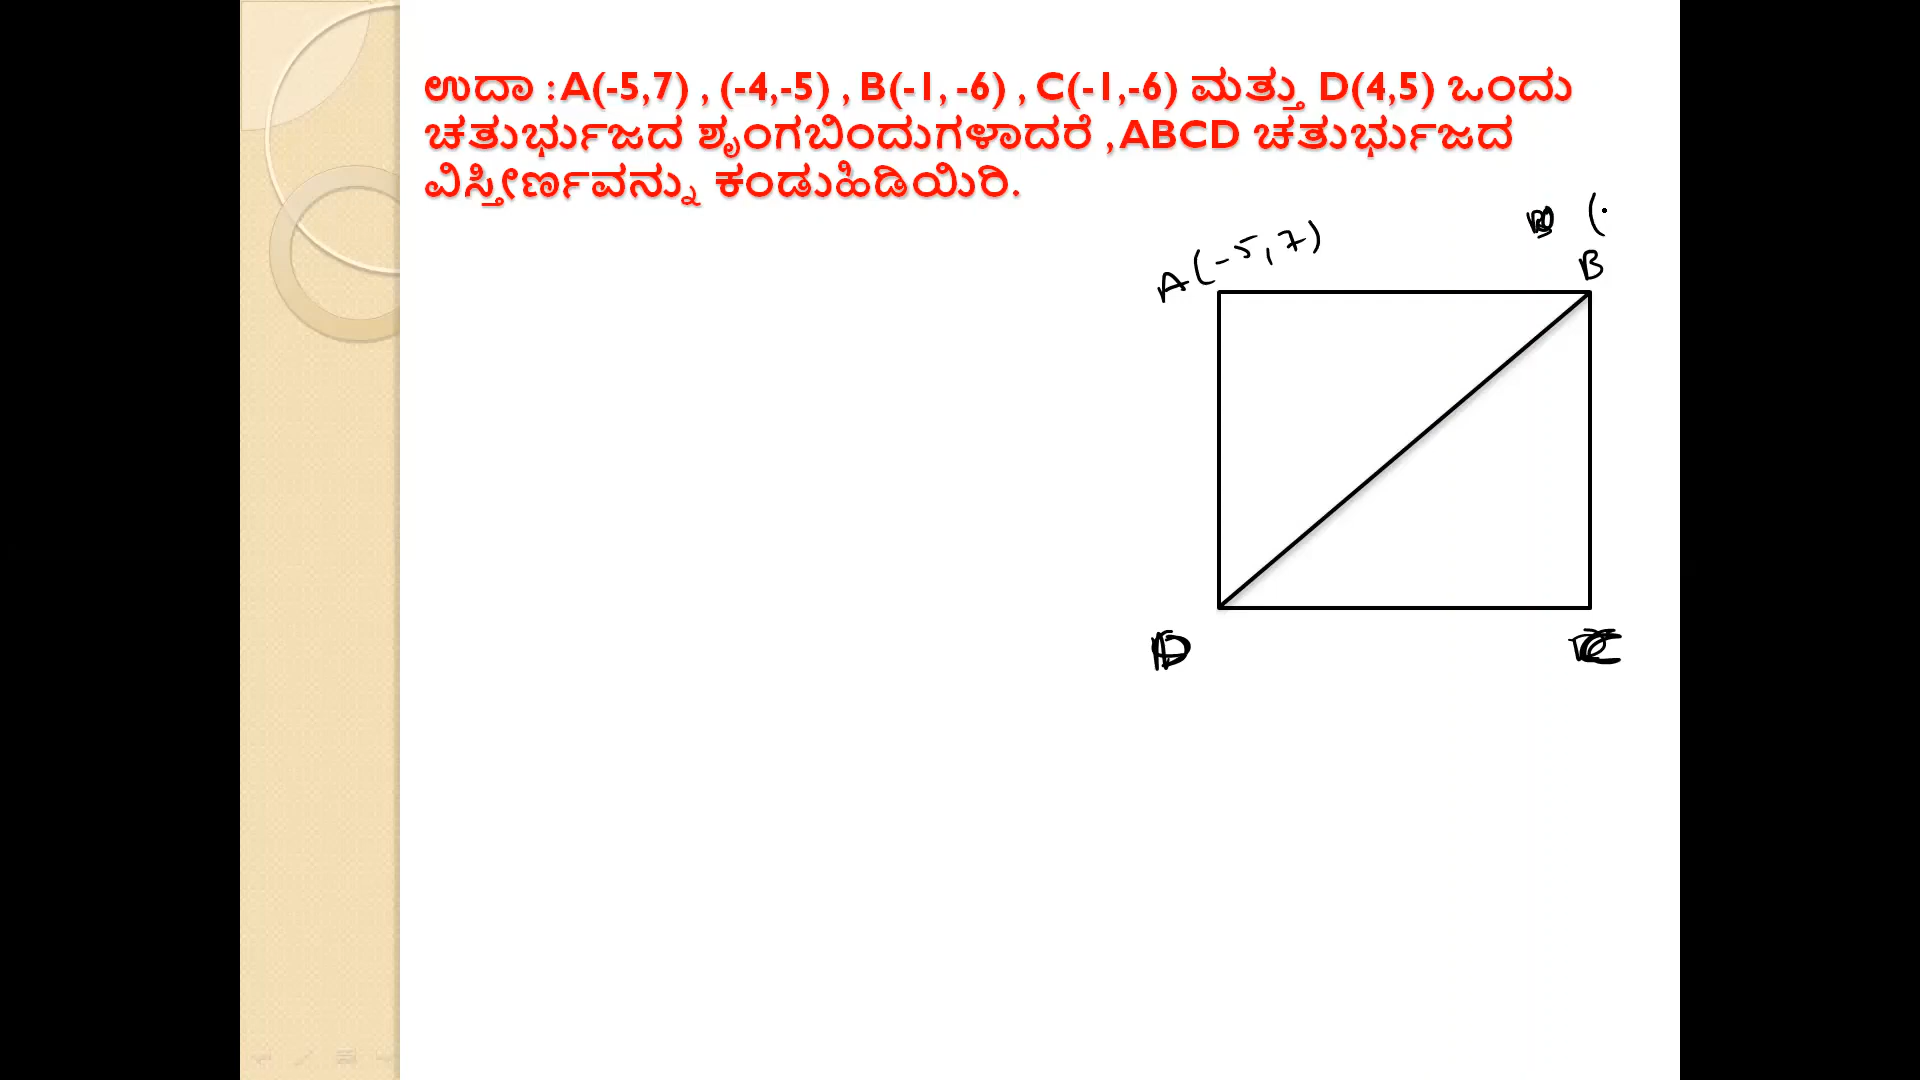 ಉದಾ :A(-5,7) , (-4,-5) , B(-1, -6) , C(-1,-6) ಮತ್ತು D(4,5) ಒಂದು
ಚತುರ್ಭುಜದ ಶೃಂಗಬಿಂದುಗಳಾದರೆ ,ABCD ಚತುರ್ಭುಜದ
ವಿಸ್ತೀರ್ಣವನ್ನು ಕಂಡುಹಿಡಿಯಿರಿ.
A(-5,7)
(
B
D
C